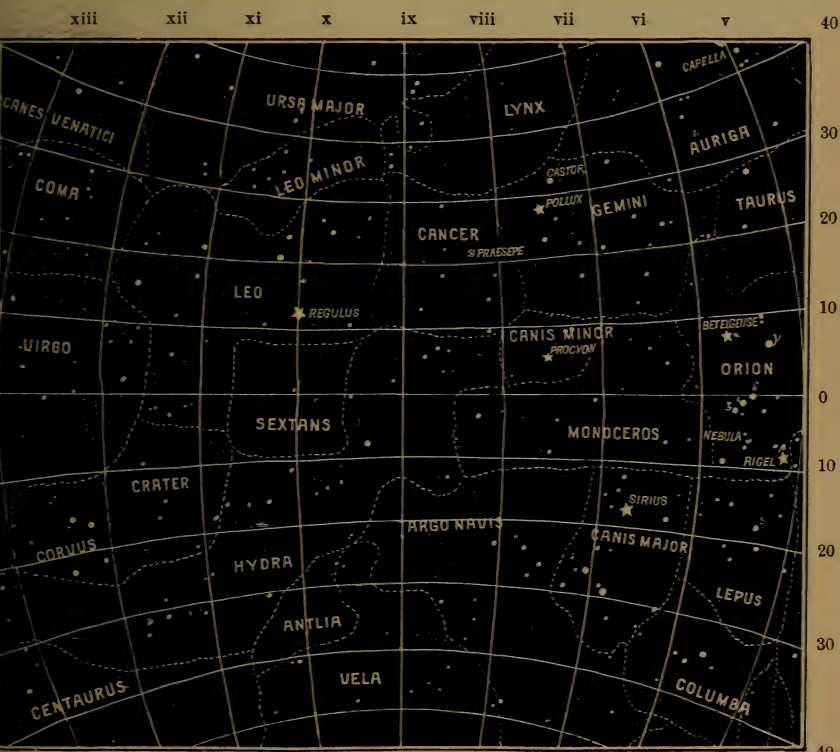 xiii xii xi x ix viii vii vi v 40
CAPELLA
URSA MAJOR
LYNX
CANES VENATICI
AURIGA
30
LEO MINOR
CASTOR
COMA
POLLUX
GEMINI
TAURUS
20
CANCER
PRAESEPE
LEO
REGULUS
10
BETEIGEUSE
CANIS MINOR
PROCYON
γ
VIRGO
ORION
0
SEXTANS
MONOCEROS
NEBULA
RIGEL
10
CRATER
SIRIUS
ARGO NAVIS
CORVUS
CANIS MAJOR
20
HYDRA
LEPUS
ANTLIA
30
VELA
CENTAURUS
COLUMBA
40